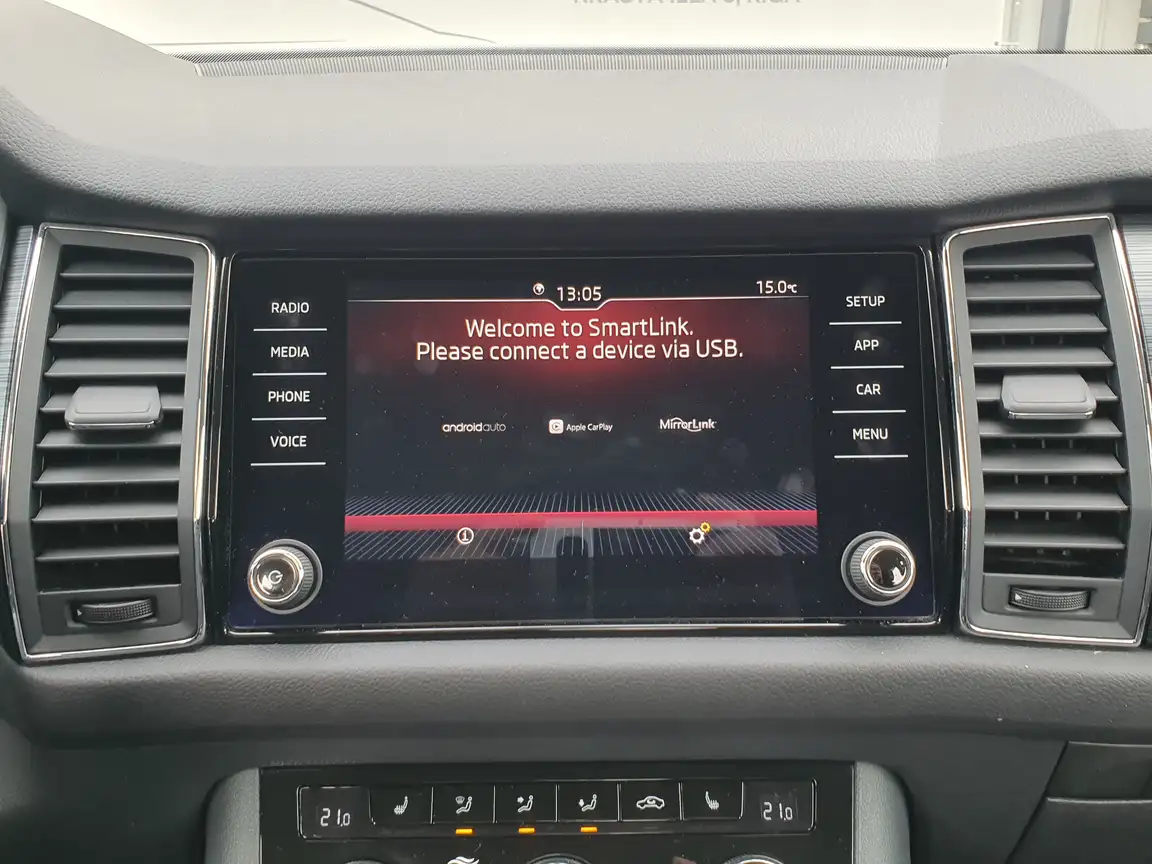 13:05
15.0°C
Welcome to SmartLink.
Please connect a device via USB.
androidauto
Apple CarPlay
MirrorLink
RADIO
MEDIA
PHONE
VOICE
SETUP
APP
CAR
MENU
21.0
21.0